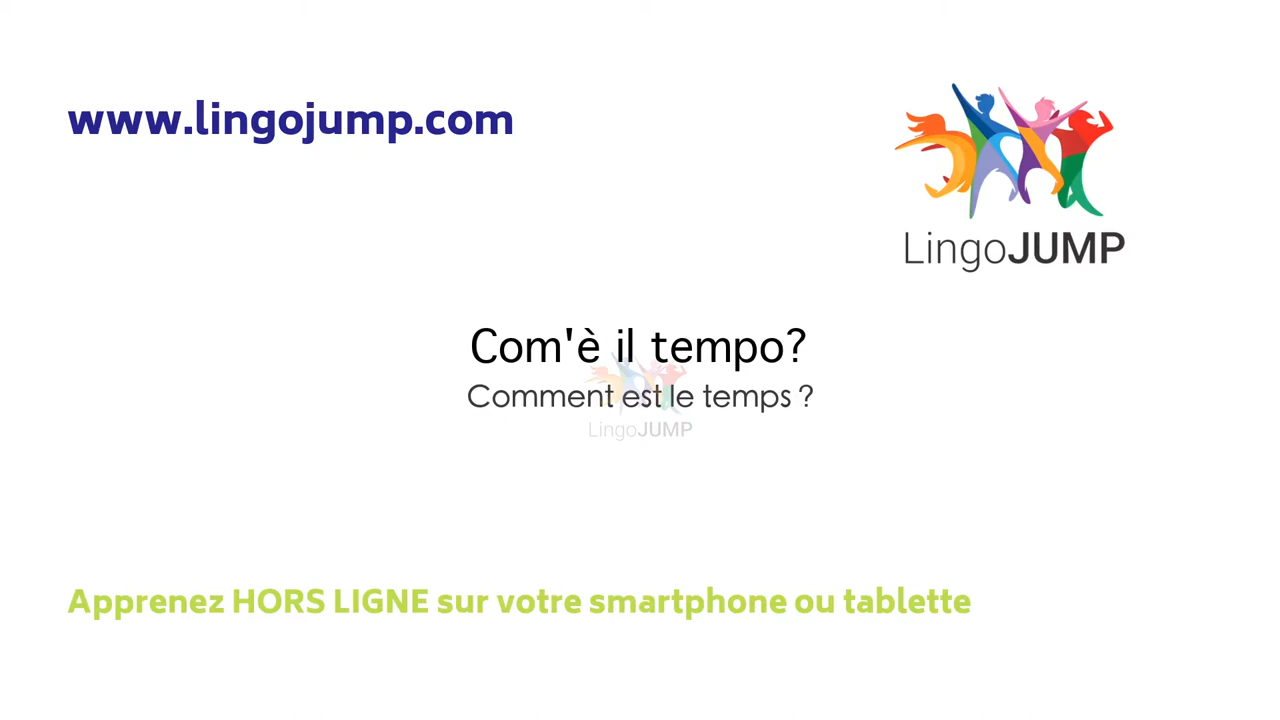 www.lingojump.com
LingoJUMP
Com'è il tempo?
Comment est le temps ?
LingoJUMP
Apprenez HORS LIGNE sur votre smartphone ou tablette